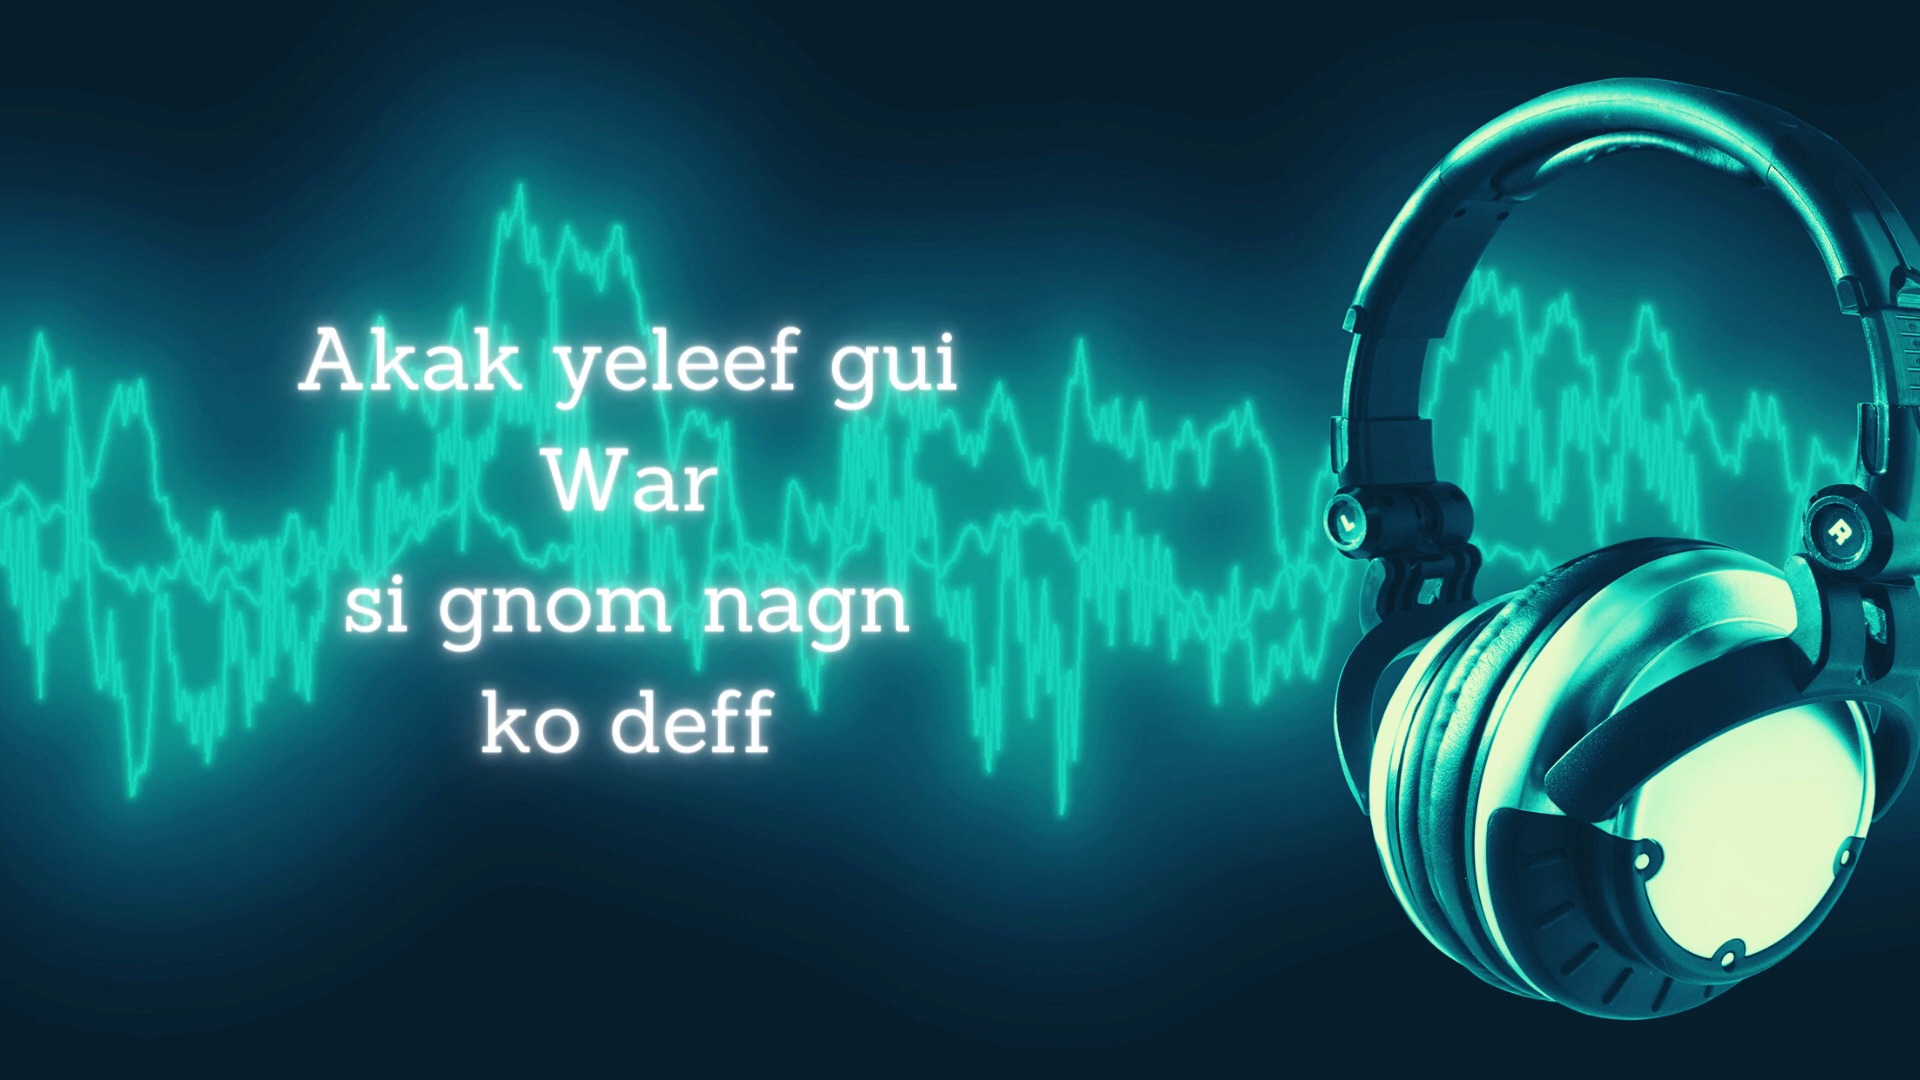 Akak yeleef gui
War
si gnom nagn
ko deff
L
R